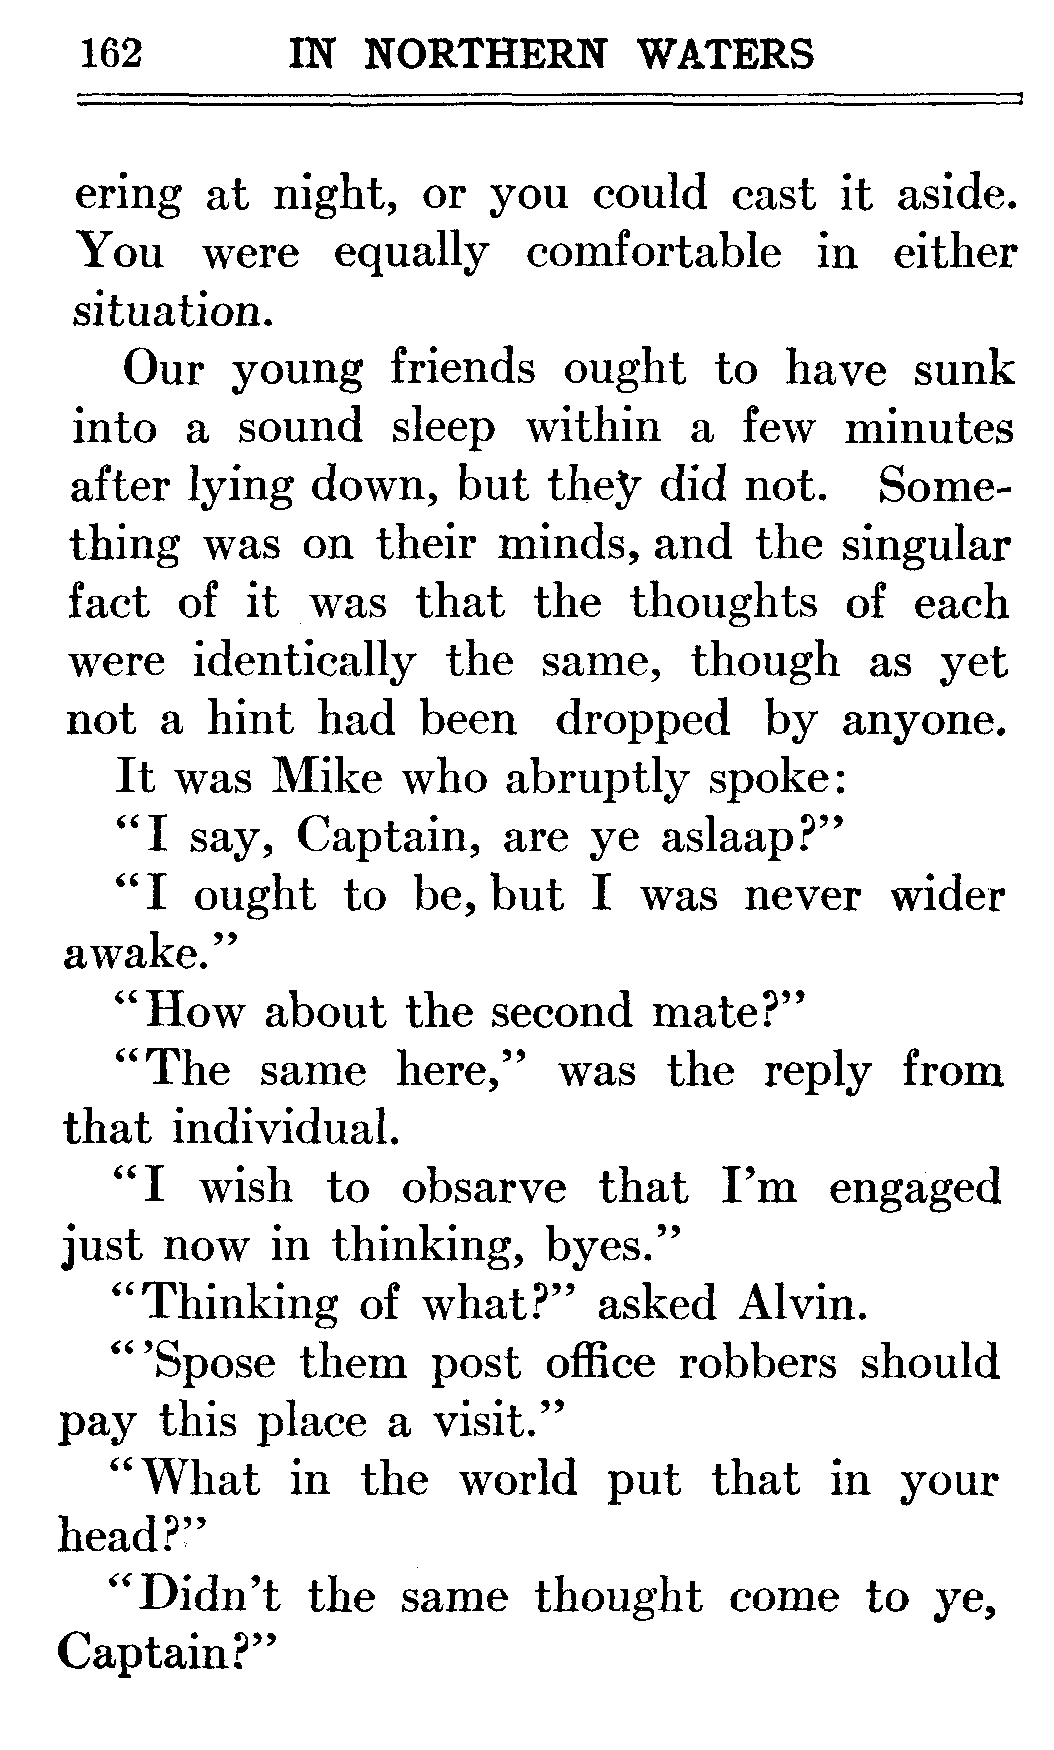 162 IN NORTHERN WATERS
ering at night, or you could cast it aside.
You were equally comfortable in either
situation.
Our young friends ought to have sunk
into a sound sleep within a few minutes
after lying down, but they did not. Some-
thing was on their minds, and the singular
fact of it was that the thoughts of each
were identically the same, though as yet
not a hint had been dropped by anyone.
It was Mike who abruptly spoke:
"I say, Captain, are ye aslaap?"
"I ought to be, but I was never wider
awake."
"How about the second mate?"
"The same here," was the reply from
that individual.
"I wish to obsarve that I'm engaged
just now in thinking, byes."
"Thinking of what?" asked Alvin.
"'Spose them post office robbers should
pay this place a visit."
"What in the world put that in your
head?"
"Didn't the same thought come to ye,
Captain?"